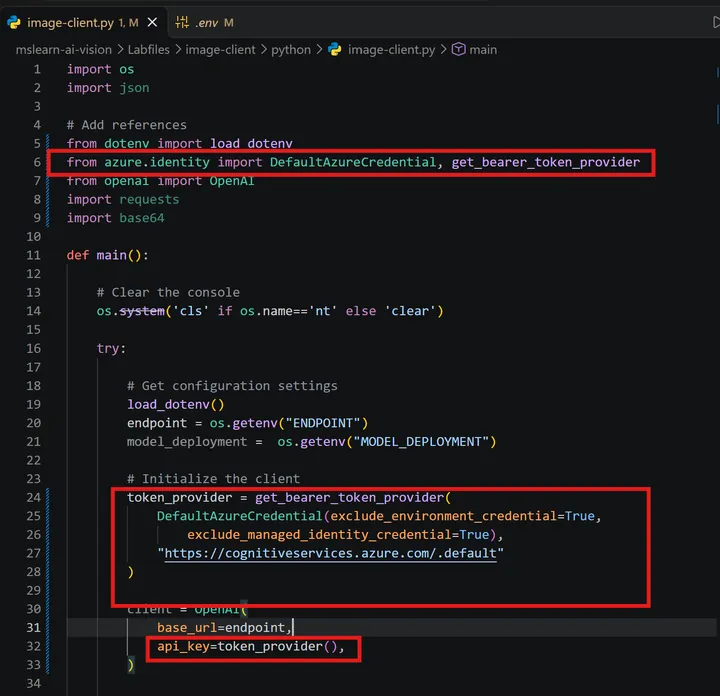 image-client.py 1, M
.env M
mslearn-ai-vision > Labfiles > image-client > python > image-client.py > main
1 import os
2 import json
3
4 # Add references
5 from dotenv import load_dotenv
6 from azure.identity import DefaultAzureCredential, get_bearer_token_provider
7 from openai import OpenAI
8 import requests
9 import base64
10
11 def main():
12
13 # Clear the console
14 os.system('cls' if os.name=='nt' else 'clear')
15
16 try:
17
18 # Get configuration settings
19 load_dotenv()
20 endpoint = os.getenv("ENDPOINT")
21 model_deployment =  os.getenv("MODEL_DEPLOYMENT")
22
23 # Initialize the client
24 token_provider = get_bearer_token_provider(
25 DefaultAzureCredential(exclude_environment_credential=True,
26 exclude_managed_identity_credential=True),
27 "https://cognitiveservices.azure.com/.default"
28 )
29
30 client = OpenAI(
31 base_url=endpoint,
32 api_key=token_provider(),
33 )
34